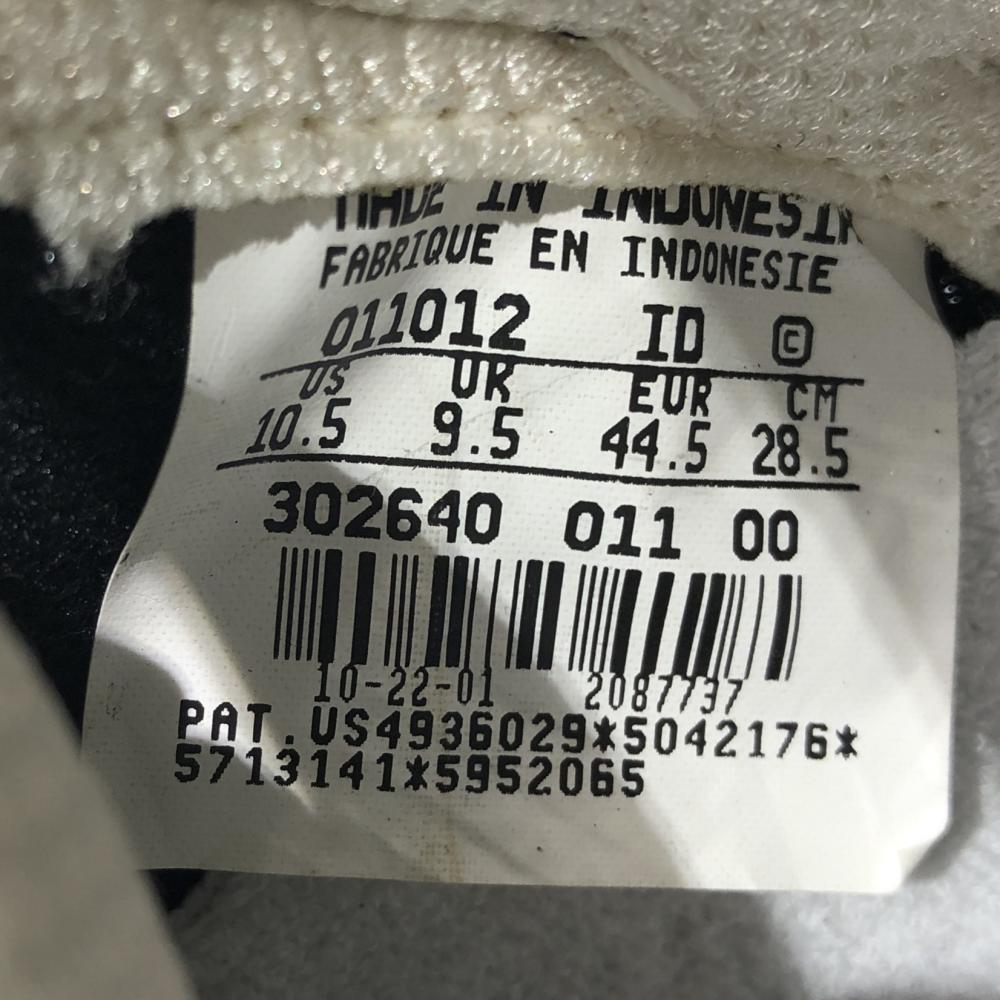 MADE IN INDONESIA
FABRIQUE EN INDONESIE
011012 ID ©
US UK EUR CM
10.5 9.5 44.5 28.5
302640 011 00
10-22-01 2087737
PAT.US4936029*5042176*
5713141*5952065